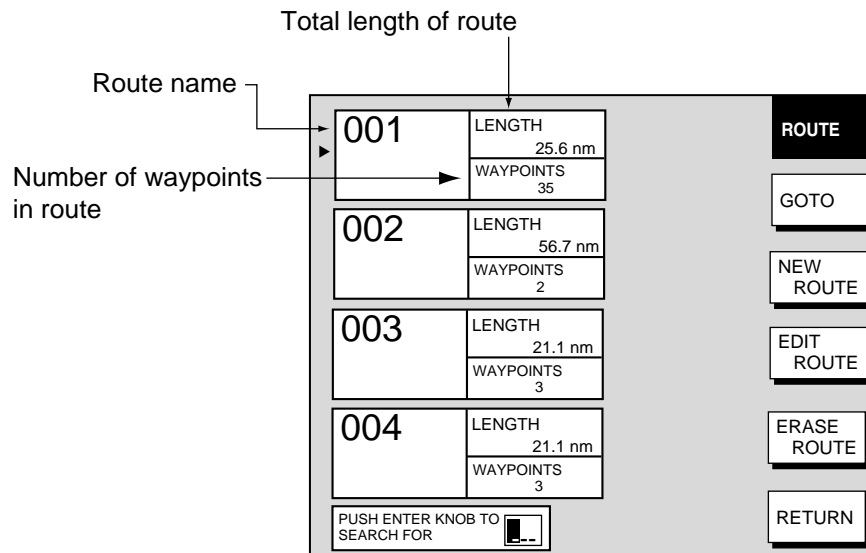 Total length of route
Route name
Number of waypoints
in route
001
LENGTH
25.6 nm
WAYPOINTS
35
002
LENGTH
56.7 nm
WAYPOINTS
2
003
LENGTH
21.1 nm
WAYPOINTS
3
004
LENGTH
21.1 nm
WAYPOINTS
3
PUSH ENTER KNOB TO
SEARCH FOR
ROUTE
GOTO
NEW
ROUTE
EDIT
ROUTE
ERASE
ROUTE
RETURN